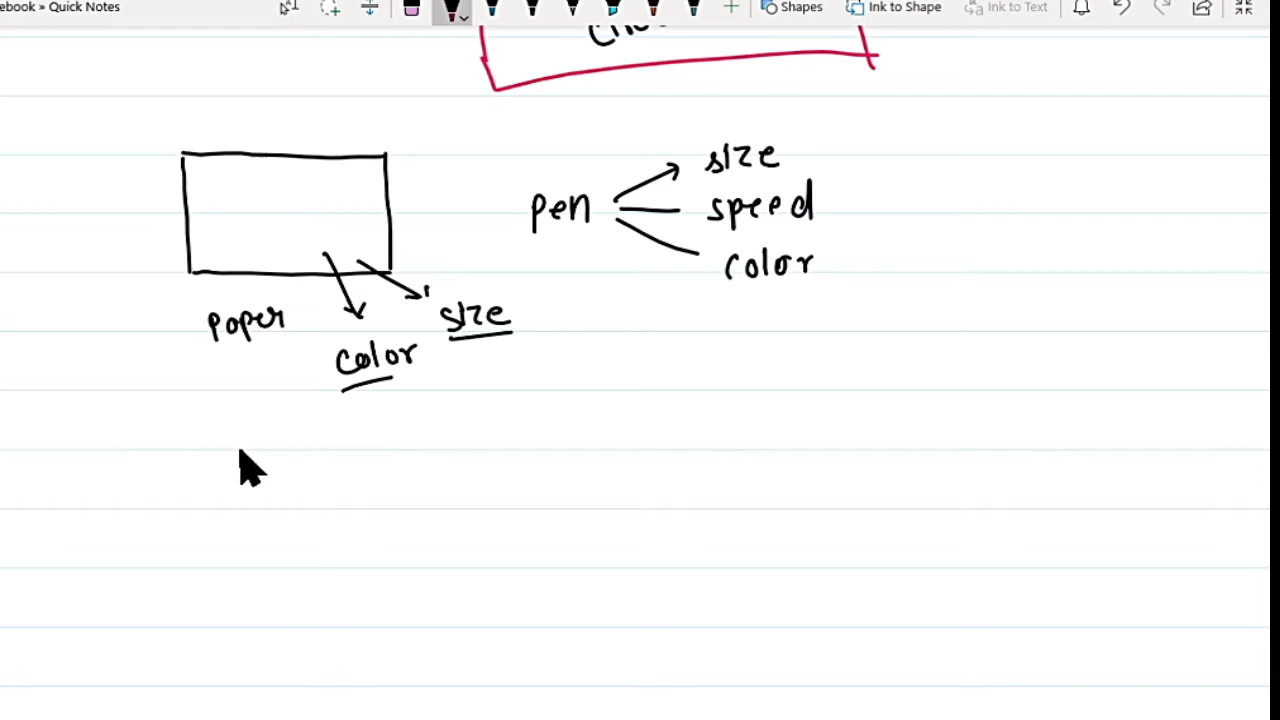 ebook » Quick Notes
Shapes
Ink to Shape
Ink to Text
pen
size
speed
color
paper
size
color